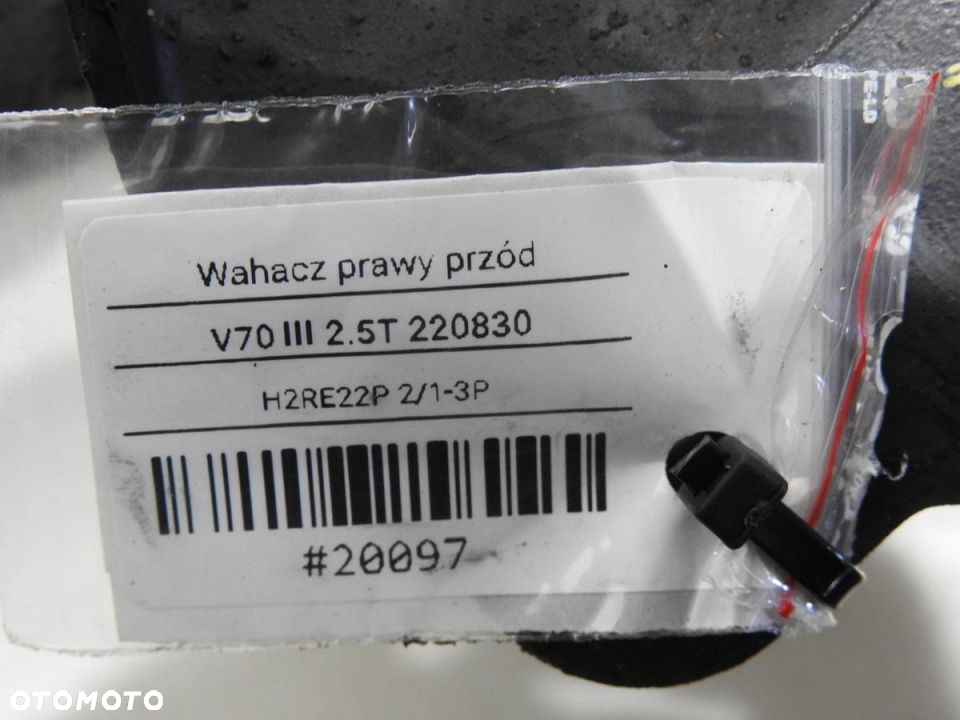 Wahacz prawy przód
V70 III 2.5T 220830
H2RE22P 2/1-3P
#20097
OTOMOTO